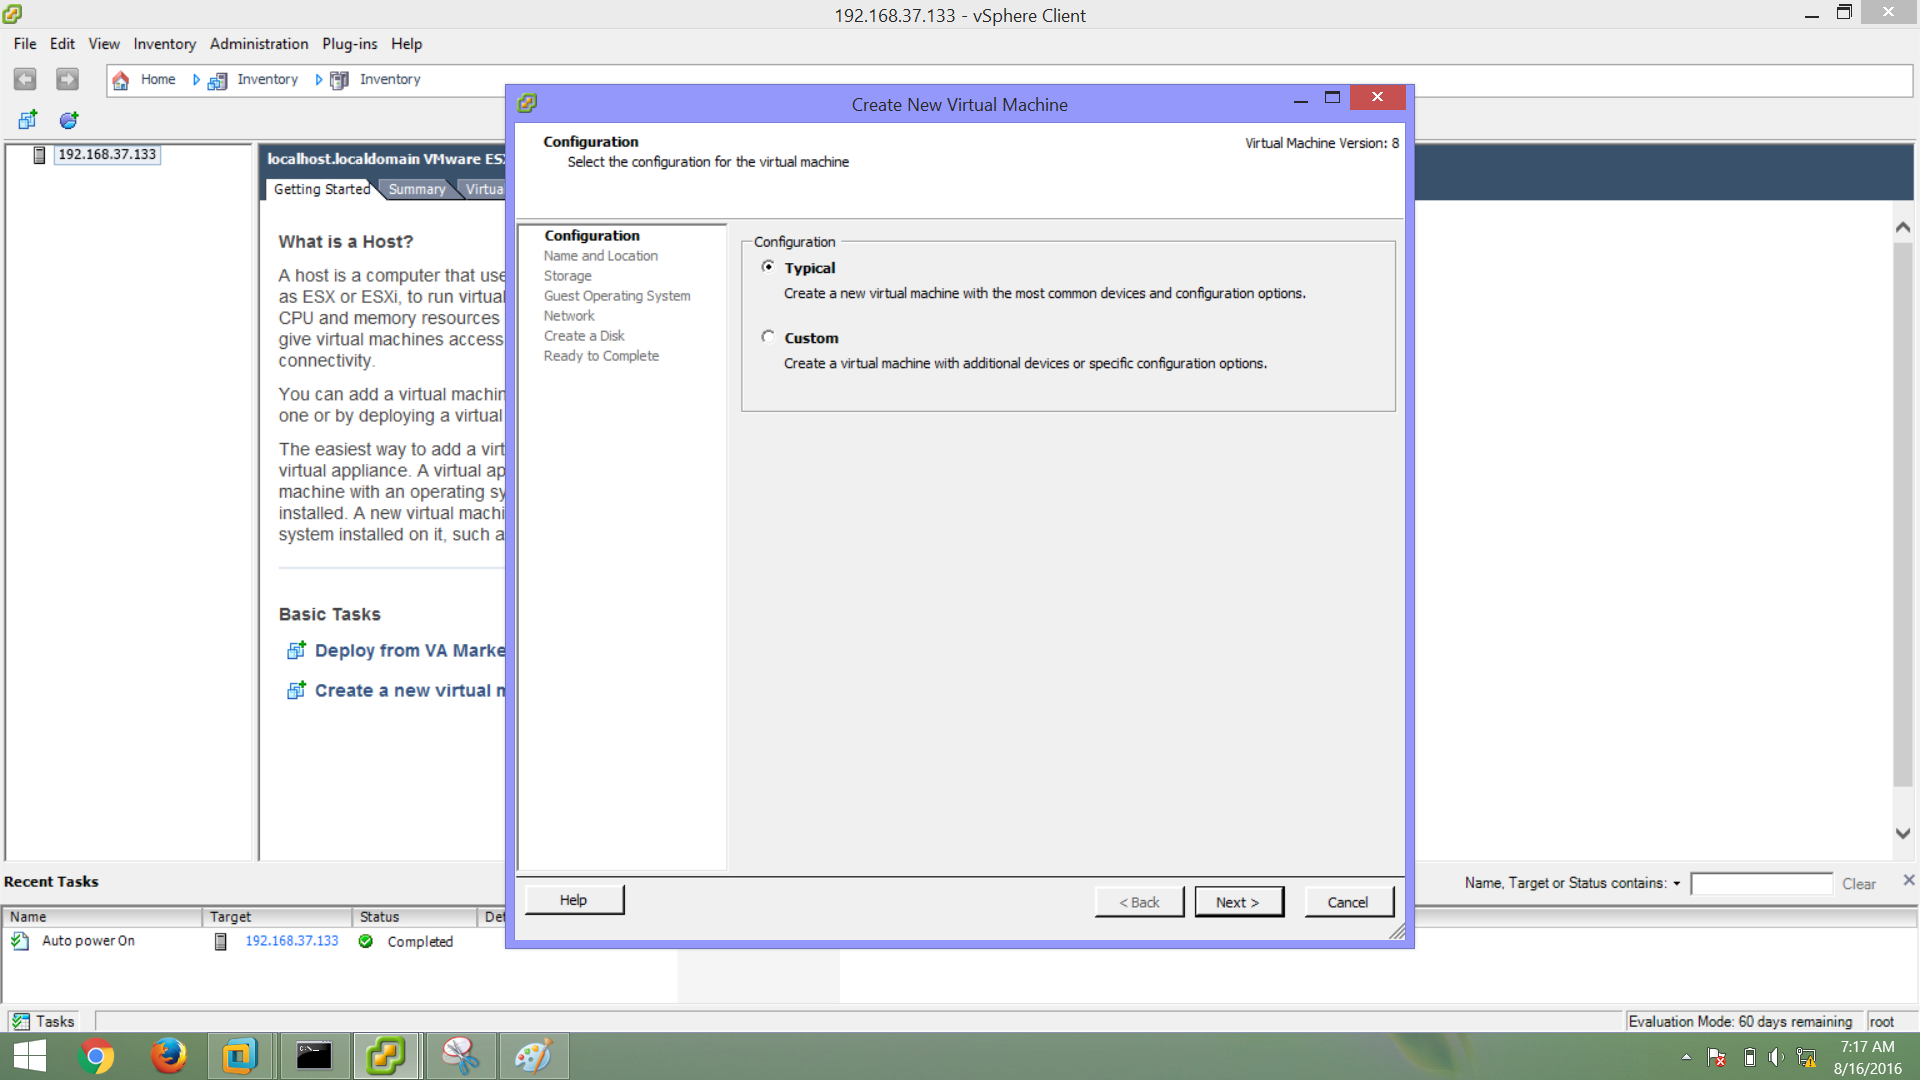 192.168.37.133 - vSphere Client
File Edit View Inventory Administration Plug-ins Help
Home Inventory Inventory
192.168.37.133
localhost.localdomain VMware ES
Getting Started Summary Virtua
What is a Host?
A host is a computer that use
as ESX or ESXi, to run virtual
CPU and memory resources
give virtual machines access
connectivity.
You can add a virtual machin
one or by deploying a virtual
The easiest way to add a virt
virtual appliance. A virtual ap
machine with an operating sy
installed. A new virtual machi
system installed on it, such a
Basic Tasks
Deploy from VA Marke
Create a new virtual m
Create New Virtual Machine
Configuration
Select the configuration for the virtual machine
Virtual Machine Version: 8
Configuration
Name and Location
Storage
Guest Operating System
Network
Create a Disk
Ready to Complete
Configuration
Typical
Create a new virtual machine with the most common devices and configuration options.
Custom
Create a virtual machine with additional devices or specific configuration options.
Help < Back Next > Cancel
Recent Tasks
Name, Target or Status contains: Clear
Name Target Status Det
Auto power On 192.168.37.133 Completed
Tasks
Evaluation Mode: 60 days remaining root
7:17 AM
8/16/2016